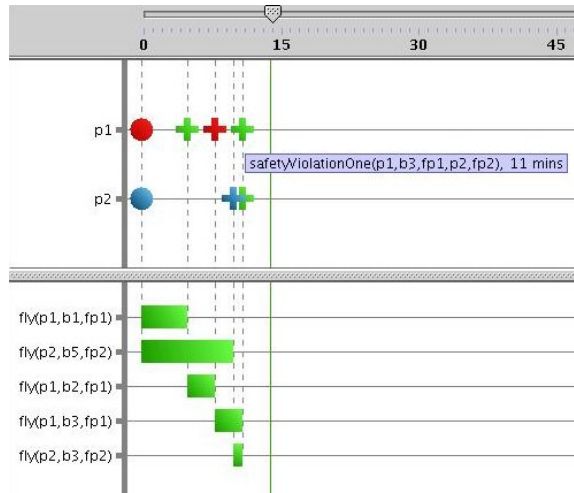 0 15 30 45
p1
safetyViolationOne(p1,b3,fp1,p2,fp2), 11 mins
p2
fly(p1,b1,fp1)
fly(p2,b5,fp2)
fly(p1,b2,fp1)
fly(p1,b3,fp1)
fly(p2,b3,fp2)